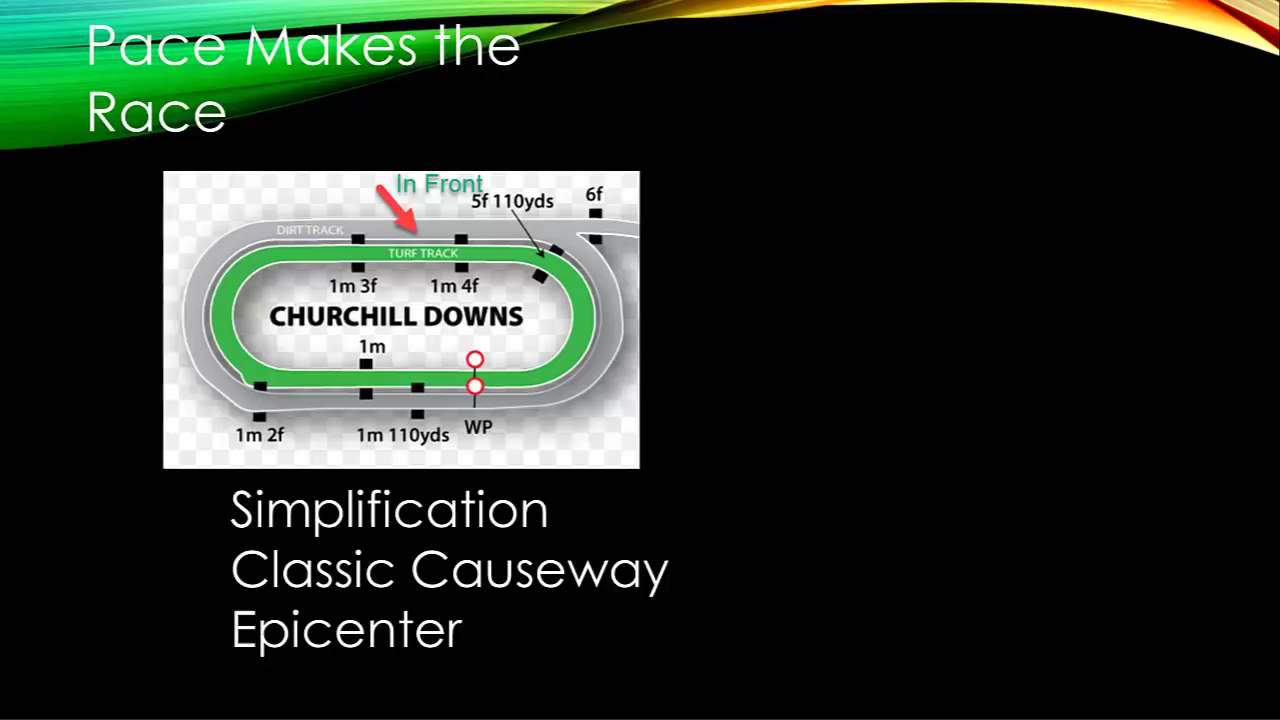 Pace Makes the
Race
In Front
5f 110yds
6f
DIRT TRACK
TURF TRACK
1m 3f
1m 4f
CHURCHILL DOWNS
1m
1m 2f
1m 110yds
WP
Simplification
Classic Causeway
Epicenter